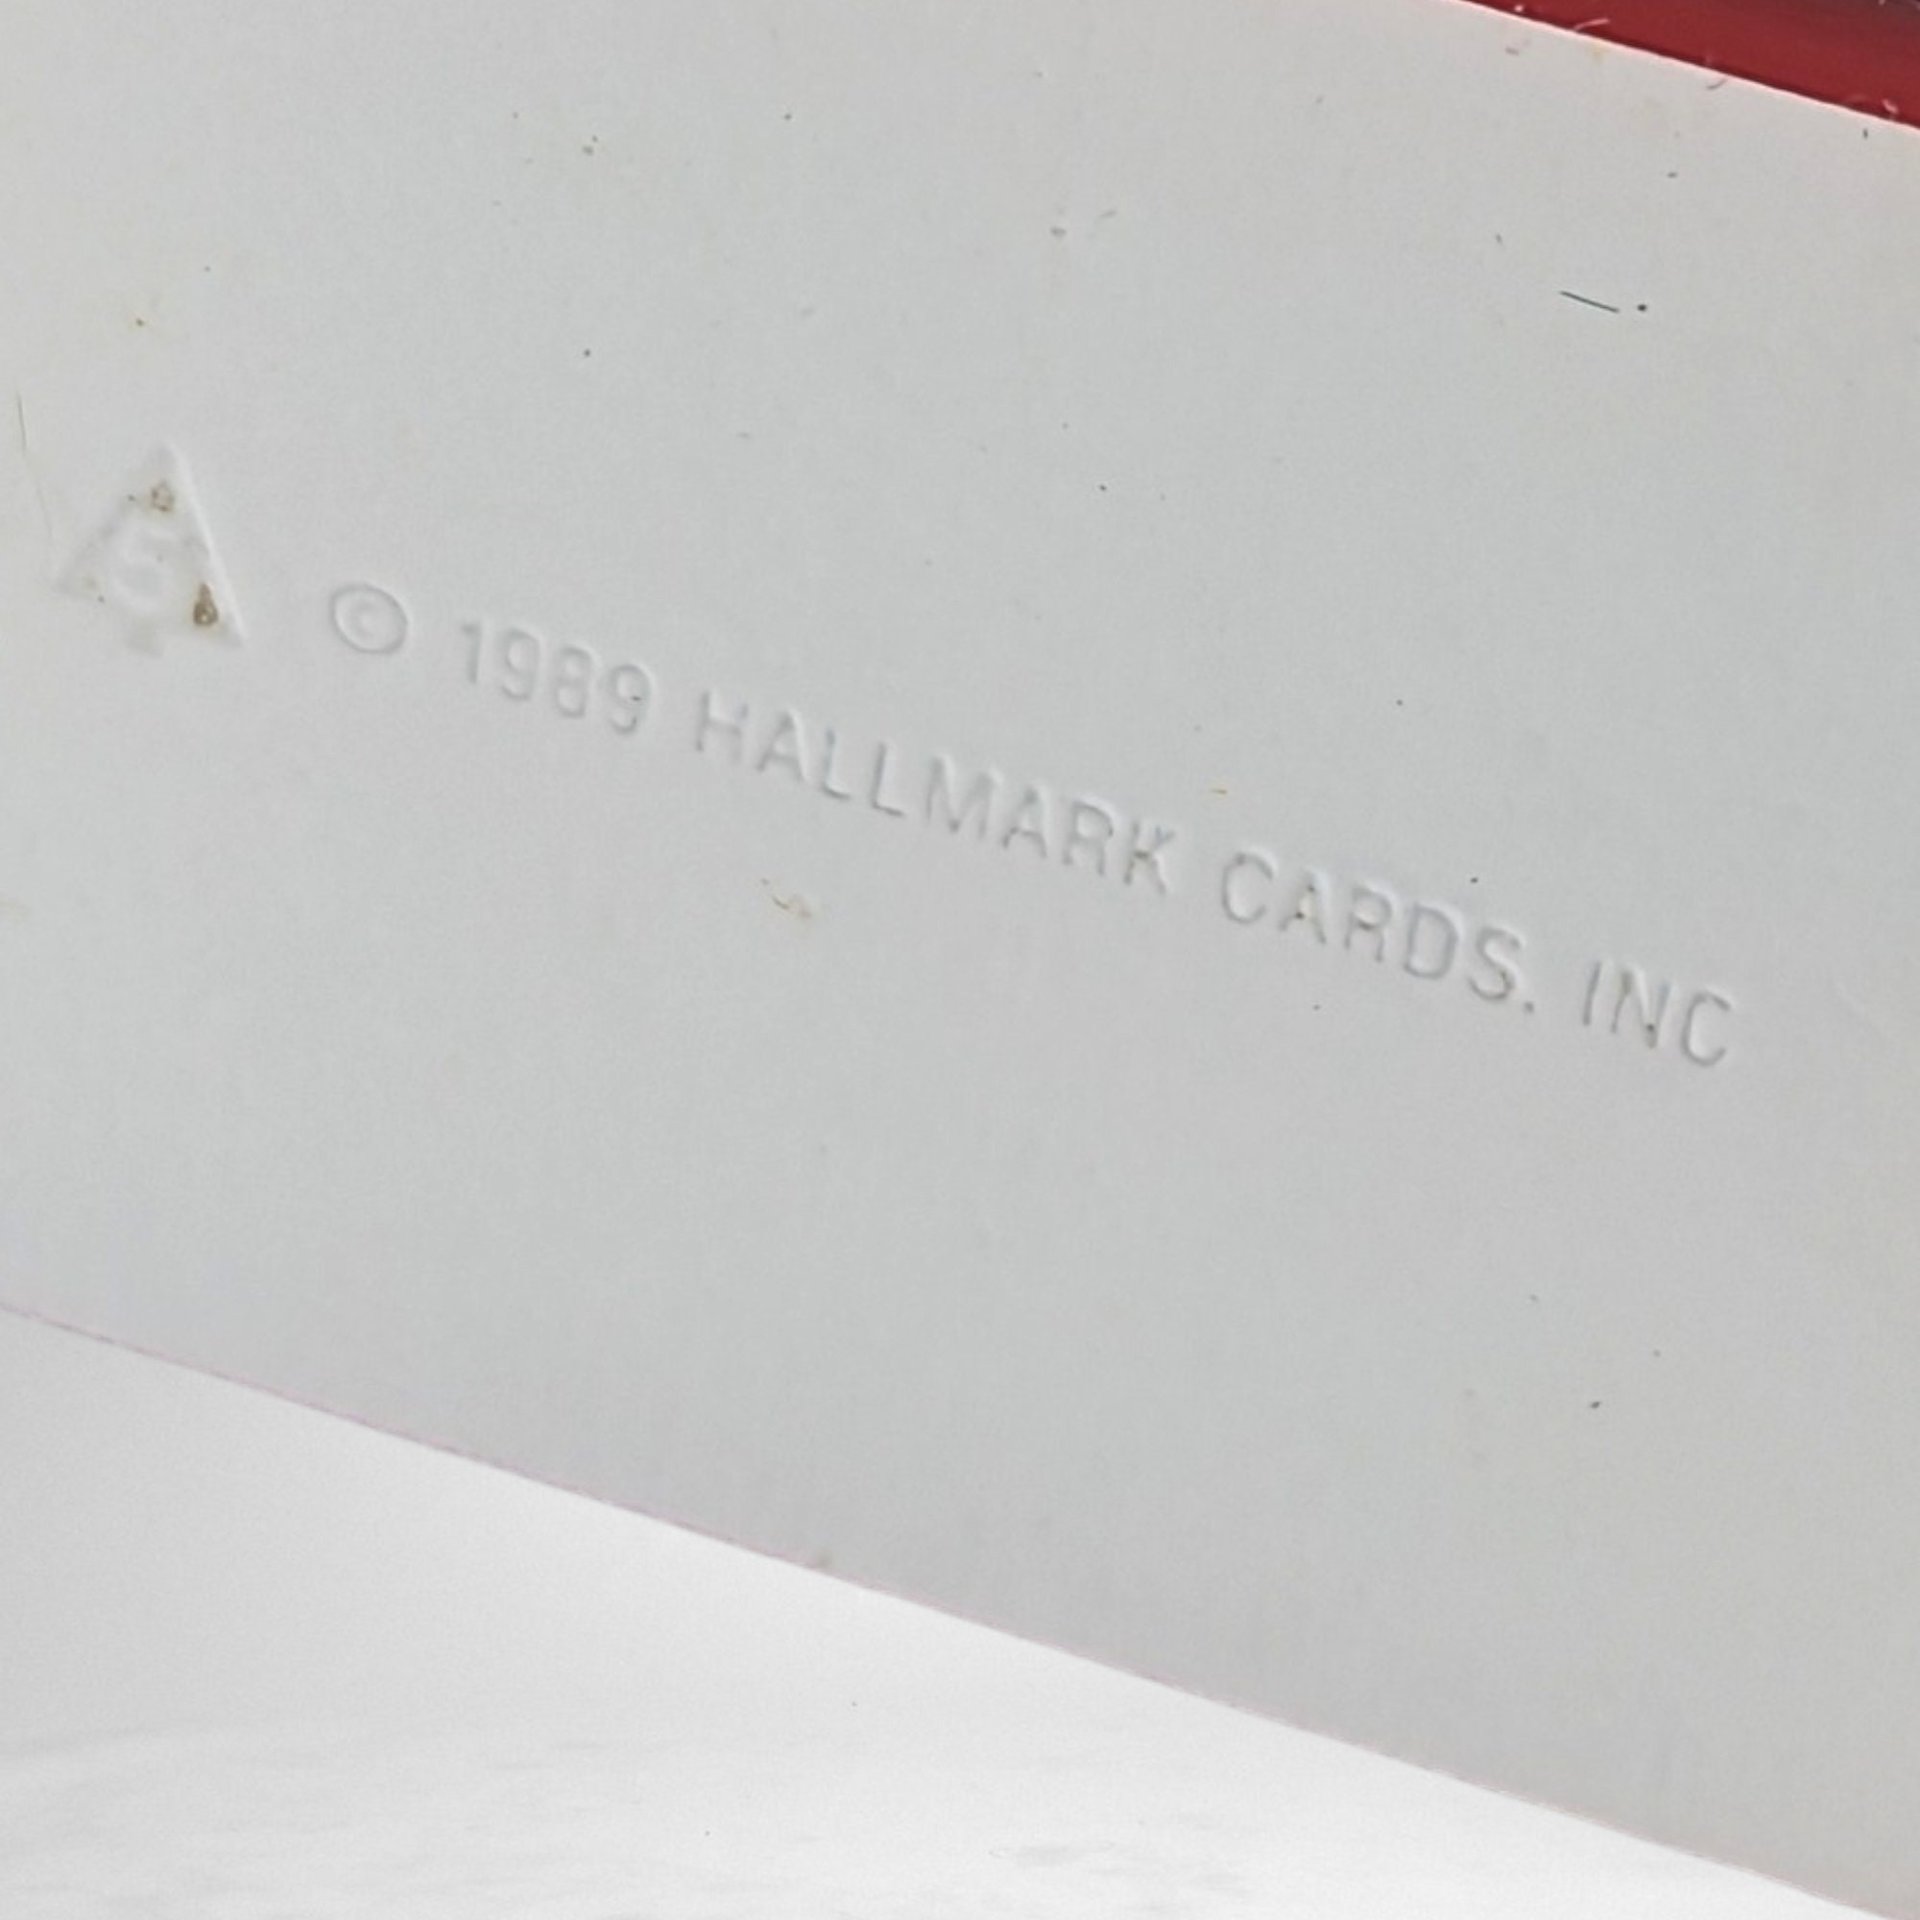 5 © 1989 HALLMARK CARDS. INC